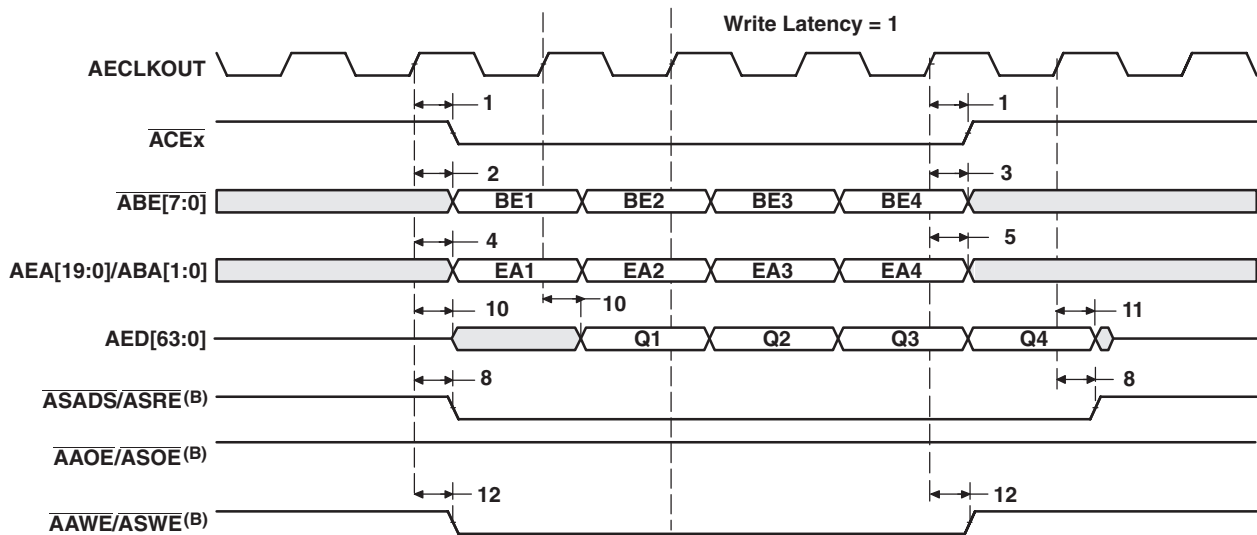 Write Latency = 1
AECLKOUT
1 1
ACEx
2 3
ABE[7:0] BE1 BE2 BE3 BE4
4 5
AEA[19:0]/ABA[1:0] EA1 EA2 EA3 EA4
10 10 11
AED[63:0] Q1 Q2 Q3 Q4
8 8
ASADS/ASRE(B)
AAOE/ASOE(B)
12 12
AAWE/ASWE(B)